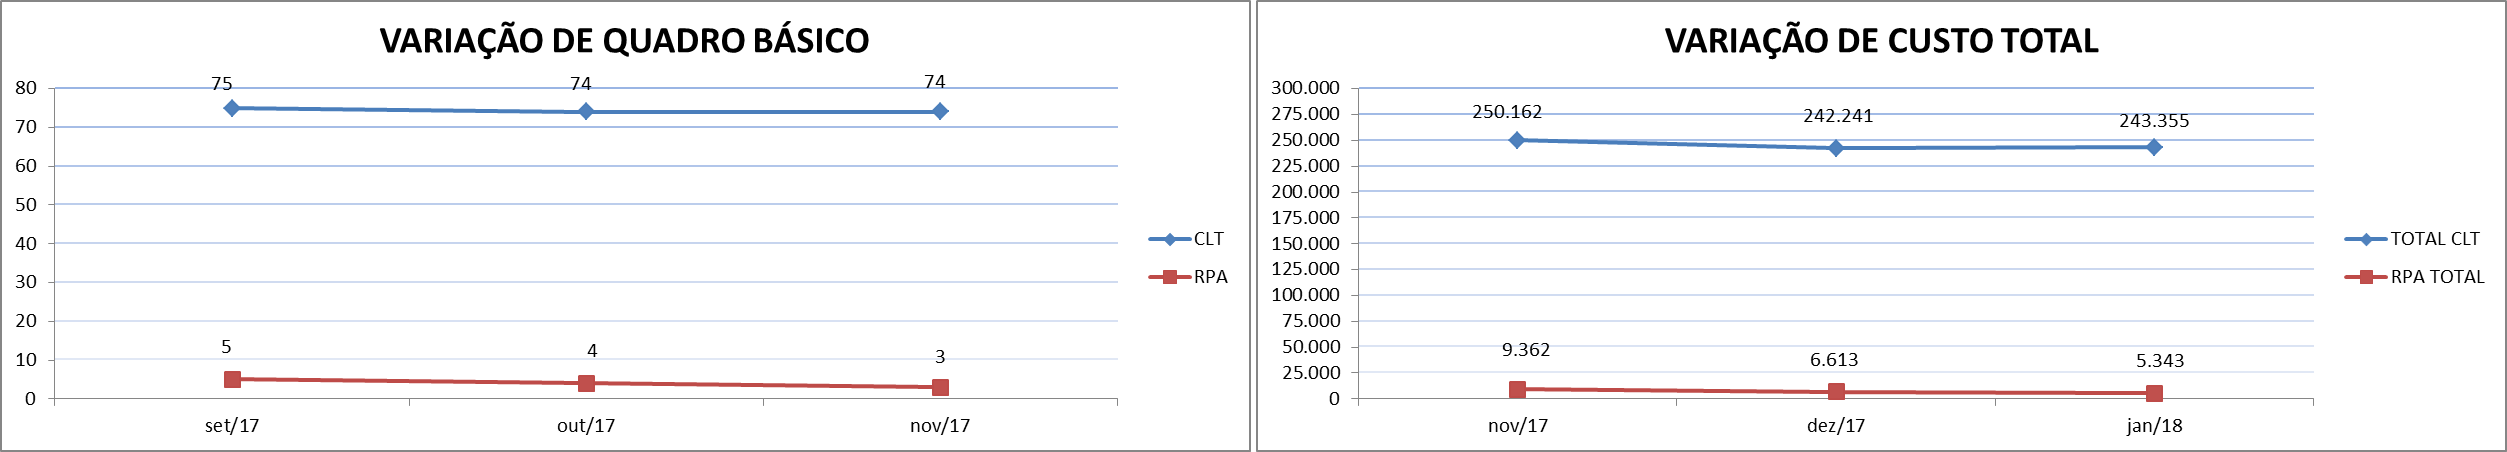 VARIAÇÃO DE QUADRO BÁSICO
75
74
74
80
70
60
50
40
30
20
10
0
5
4
3
set/17
out/17
nov/17
CLT
RPA
VARIAÇÃO DE CUSTO TOTAL
300.000
275.000
250.000
225.000
200.000
175.000
150.000
125.000
100.000
75.000
50.000
25.000
0
250.162
242.241
243.355
9.362
6.613
5.343
nov/17
dez/17
jan/18
TOTAL CLT
RPA TOTAL